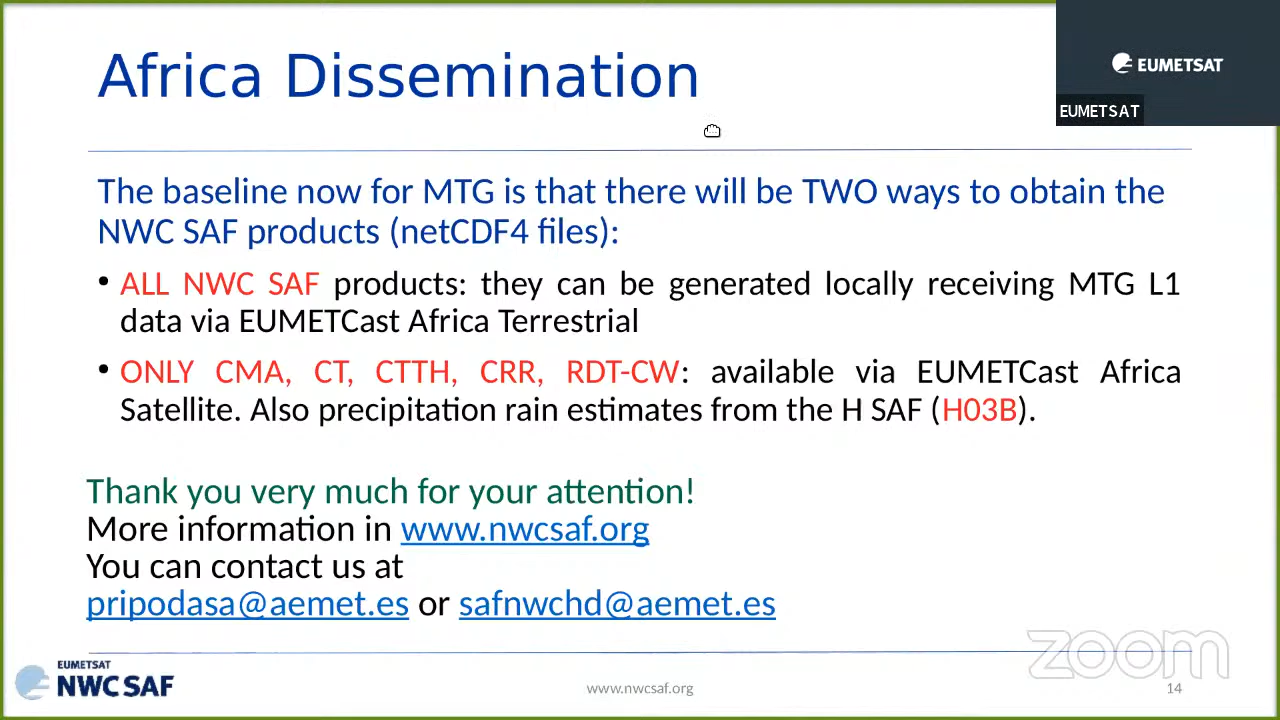 Africa Dissemination
EUMETSAT
EUMETSAT
The baseline now for MTG is that there will be TWO ways to obtain the
NWC SAF products (netCDF4 files):
• ALL NWC SAF products: they can be generated locally receiving MTG L1
data via EUMETCast Africa Terrestrial
• ONLY CMA, CT, CTTH, CRR, RDT-CW: available via EUMETCast Africa
Satellite. Also precipitation rain estimates from the H SAF (H03B).
Thank you very much for your attention!
More information in www.nwcsaf.org
You can contact us at
pripodasa@aemet.es or safnwchd@aemet.es
zoom
EUMETSAT
NWC SAF
www.nwcsaf.org
14